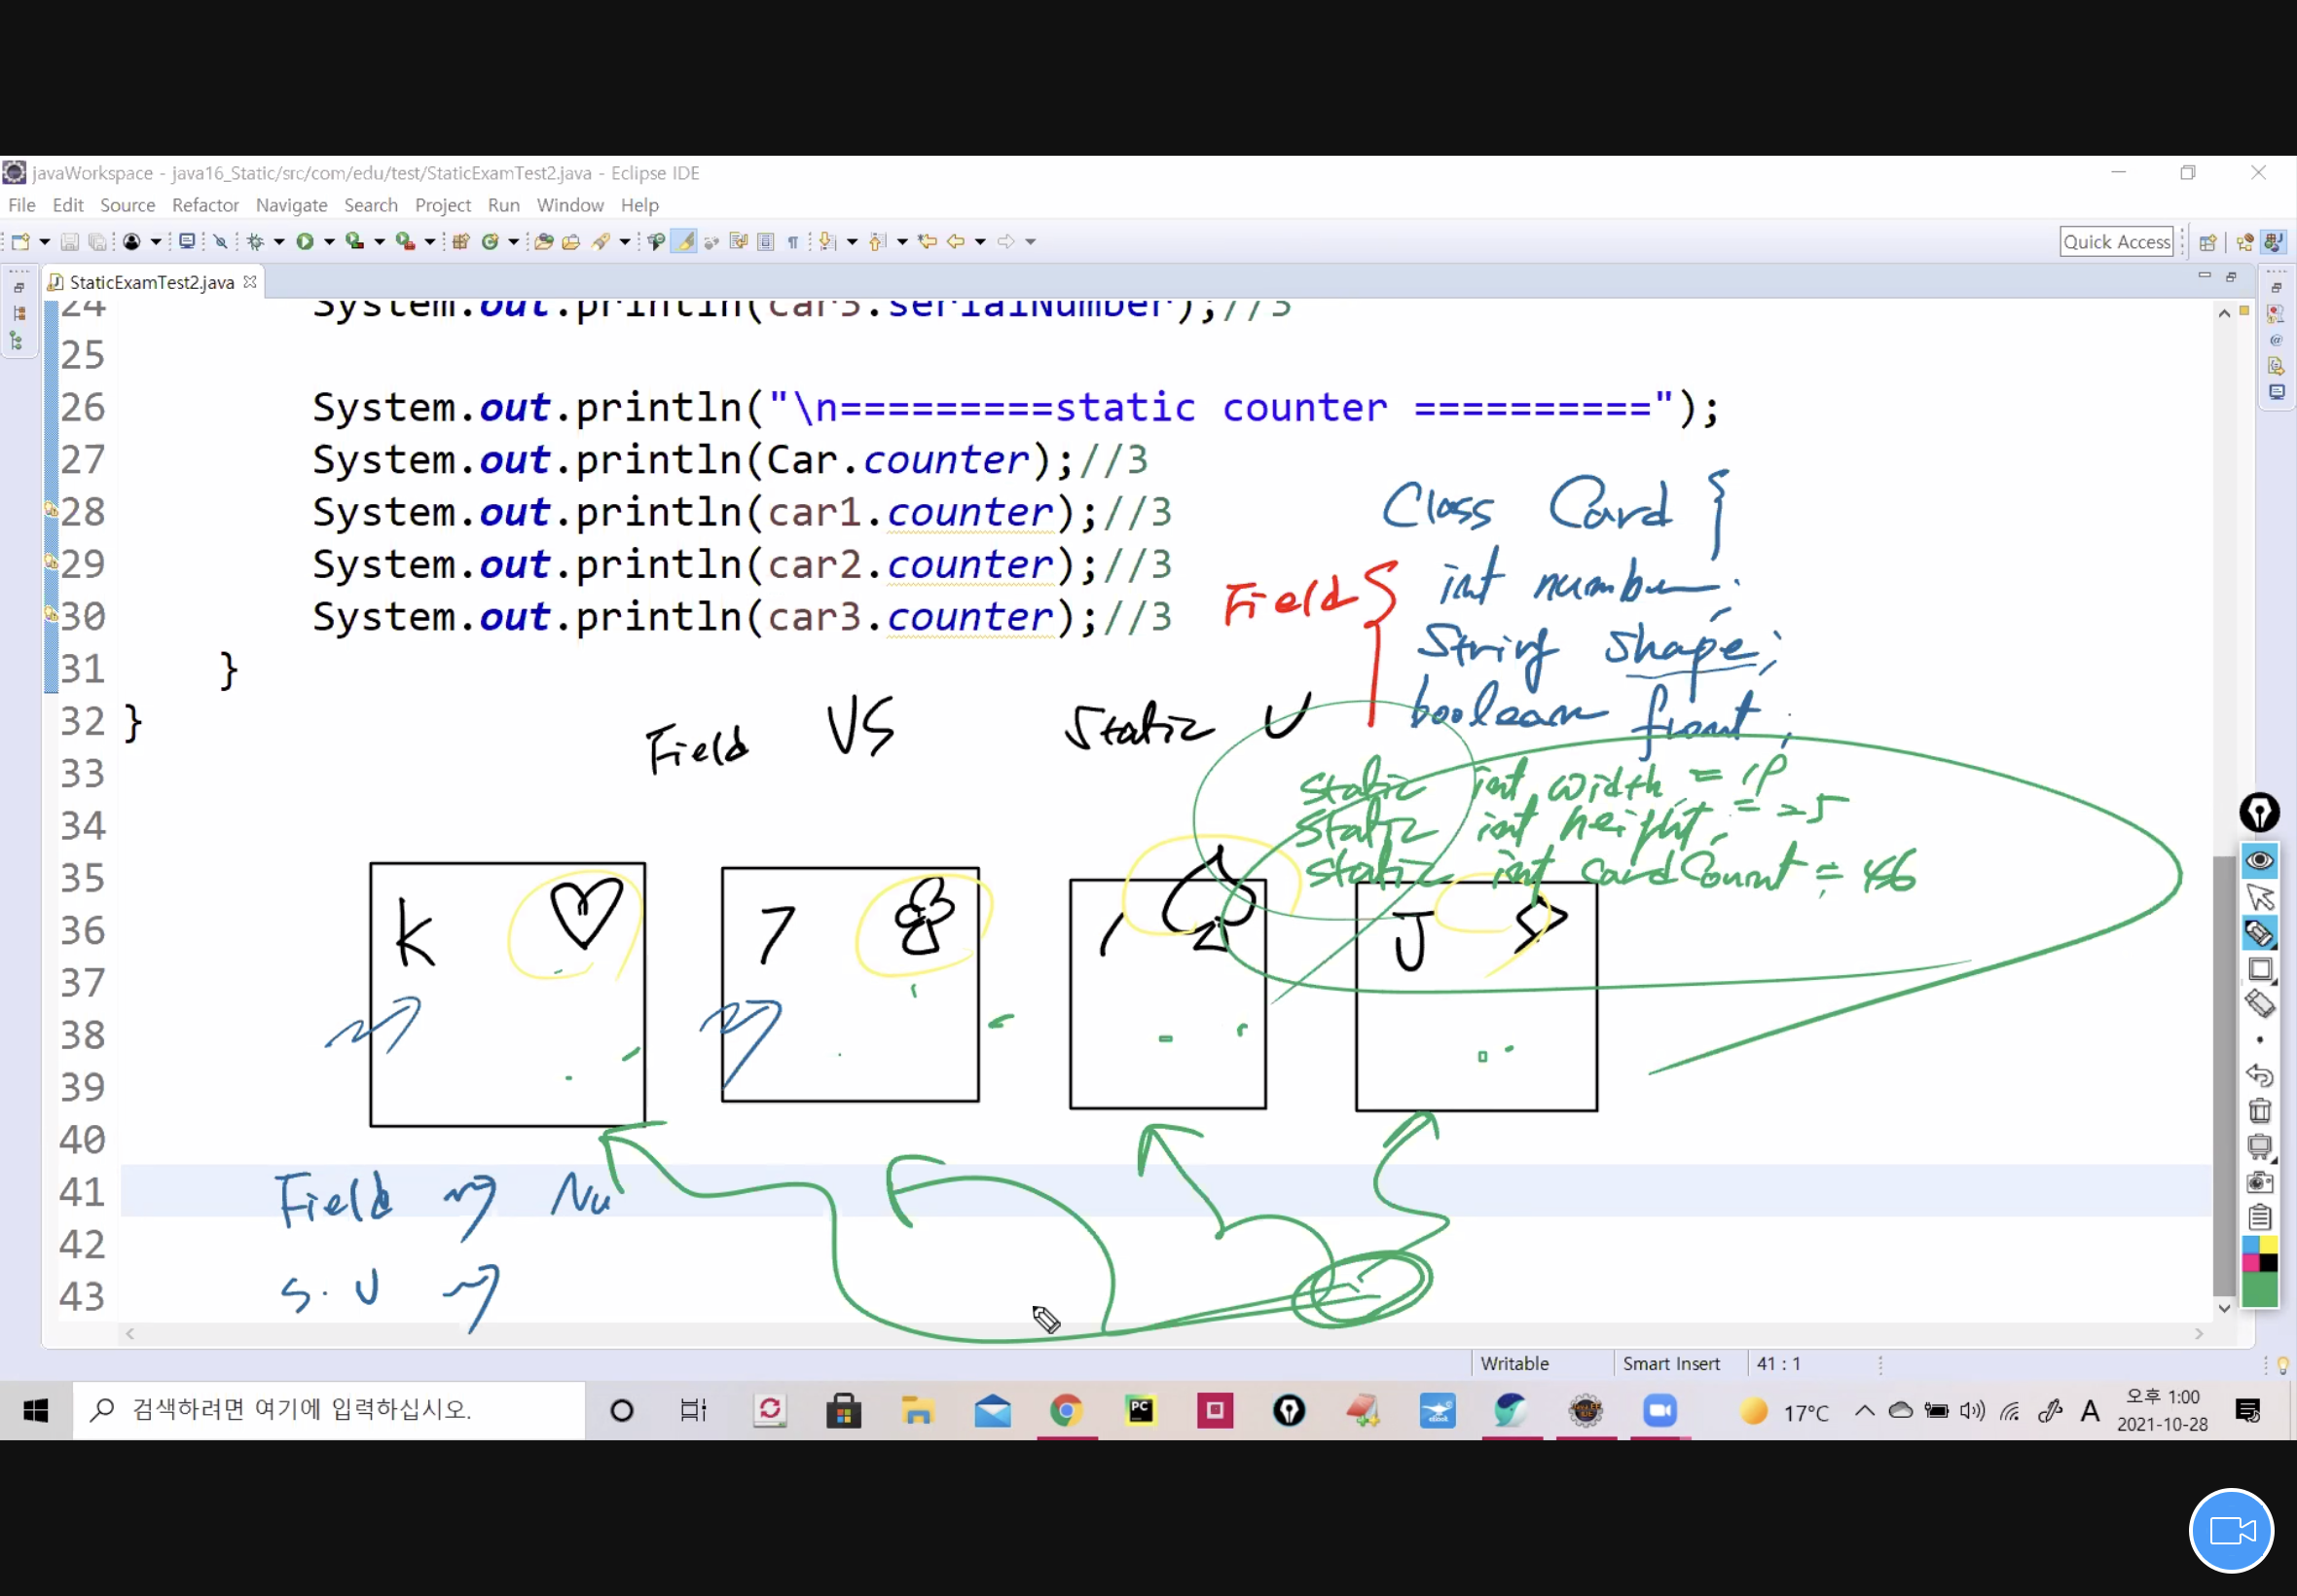 javaWorkspace - java16_Static/src/com/edu/test/StaticExamTest2.java - Eclipse IDE
File Edit Source Refactor Navigate Search Project Run Window Help
Quick Access
StaticExamTest2.java
24 System.out.println(car3.serialNumber);//3
25
26 System.out.println("\n=========static counter ==========");
27 System.out.println(Car.counter);//3
28 System.out.println(car1.counter);//3
29 System.out.println(car2.counter);//3
30 System.out.println(car3.counter);//3
31 }
32 }
33
34
35
36
37
38
39
40
41
42
43
Class Card {
Field
int number;
String shape;
boolean front;
Field VS Static U
static int width =
static int height; = 25
static int cardCount =
K
7
J
Field Nu
S. U
Writable Smart Insert 41 : 1
검색하려면 여기에 입력하십시오.
PC
17°C
A
오후 1:00
2021-10-28